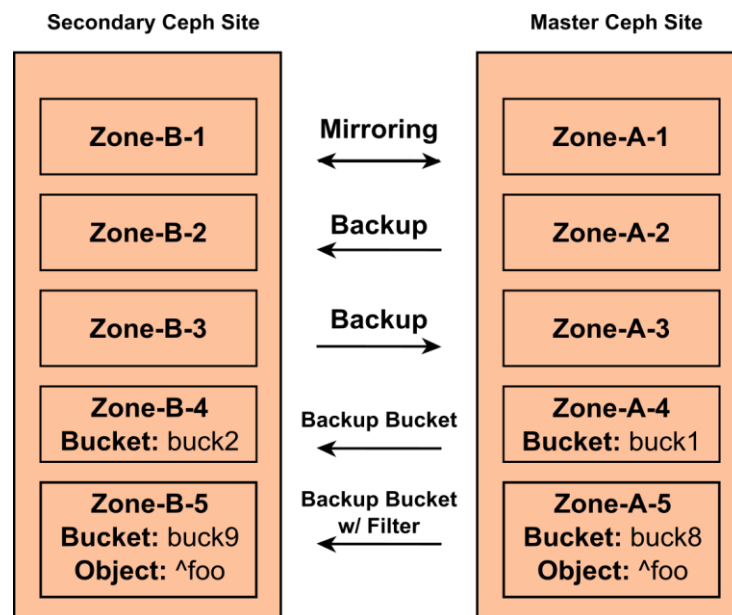 Secondary Ceph Site
Master Ceph Site
Zone-B-1
Mirroring
Zone-A-1
Zone-B-2
Backup
Zone-A-2
Zone-B-3
Backup
Zone-A-3
Zone-B-4
Bucket: buck2
Backup Bucket
Zone-A-4
Bucket: buck1
Zone-B-5
Bucket: buck9
Object: ^foo
Backup Bucket
w/ Filter
Zone-A-5
Bucket: buck8
Object: ^foo